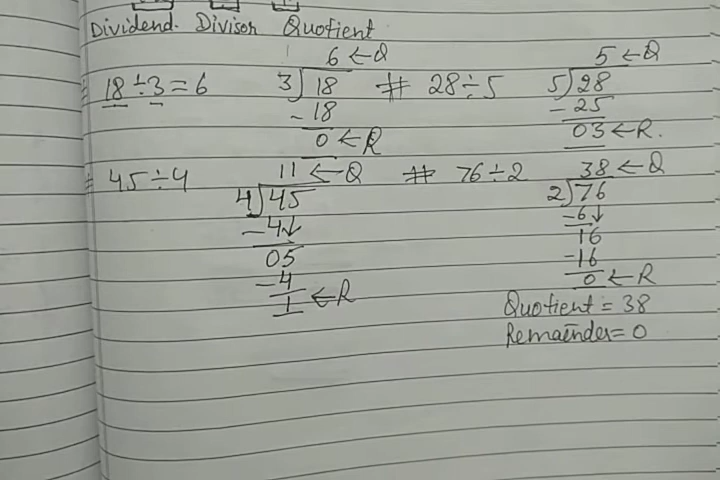 Dividend. Divisor Quotient
6 ← Q
5 ← Q
18 ÷ 3 = 6
3)18
# 28 ÷ 5
5)28
- 18
- 25
0 ← R
03 ← R.
# 45 ÷ 4
11 ← Q
# 76 ÷ 2
38 ← Q
4)45
2)76
- 4↓
- 6↓
05
16
- 4
- 16
1 ← R
0 ← R
Quotient = 38
Remainder = 0